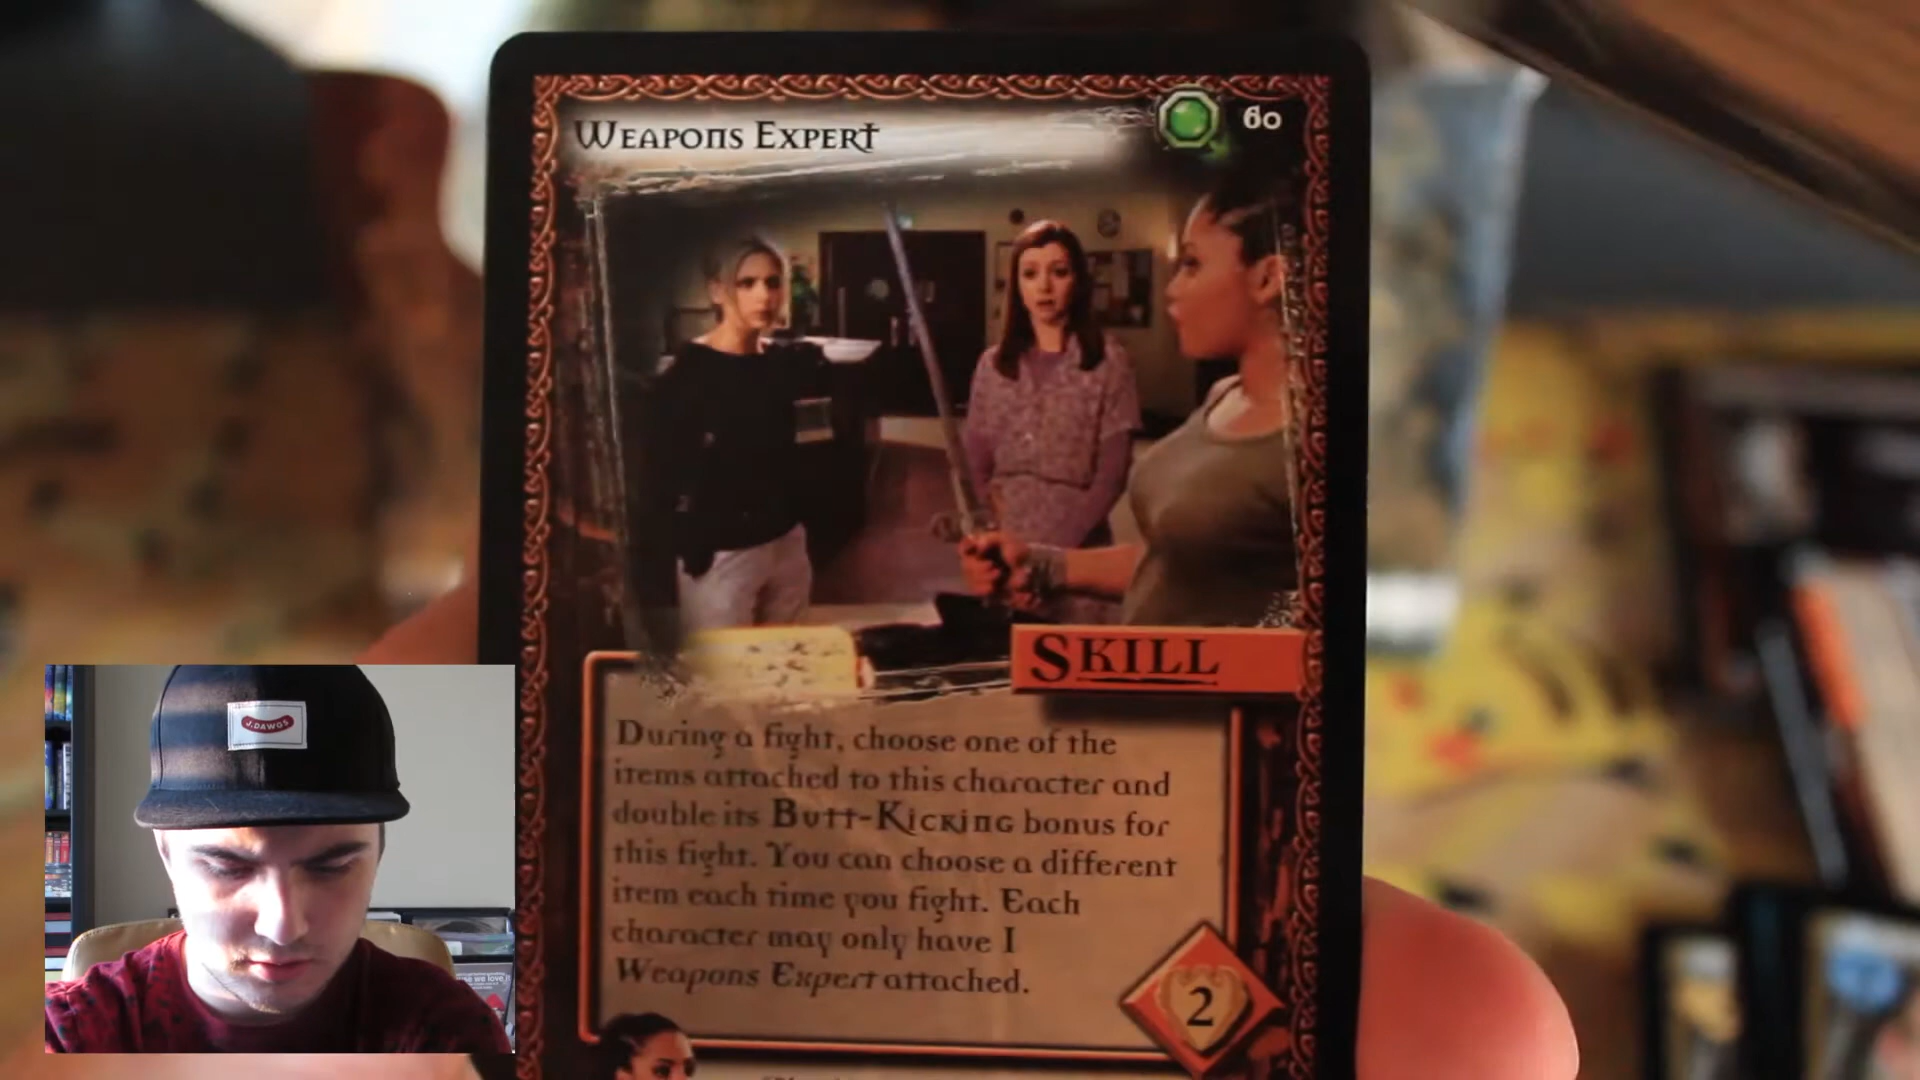 Weapons Expert
60
Skill
During a fight, choose one of the
items attached to this character and
double its Butt-Kicking bonus for
this fight. You can choose a different
item each time you fight. Each
character may only have 1
Weapons Expert attached.
2
J.DAWGS